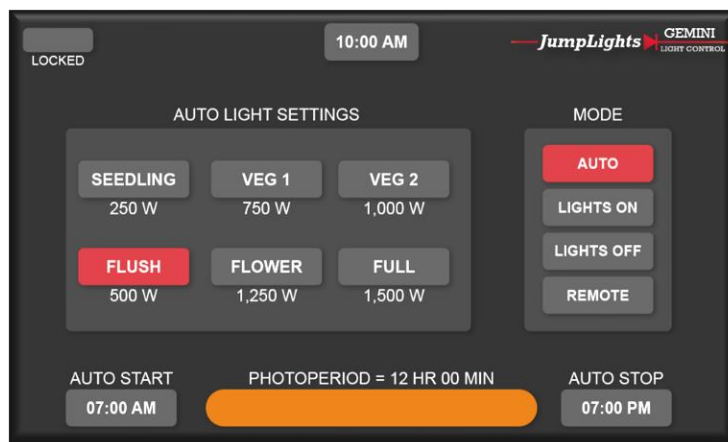 LOCKED
10:00 AM
JumpLights
GEMINI
LIGHT CONTROL
AUTO LIGHT SETTINGS
MODE
SEEDLING
250 W
VEG 1
750 W
VEG 2
1,000 W
FLUSH
500 W
FLOWER
1,250 W
FULL
1,500 W
AUTO
LIGHTS ON
LIGHTS OFF
REMOTE
AUTO START
07:00 AM
PHOTOPERIOD = 12 HR 00 MIN
AUTO STOP
07:00 PM